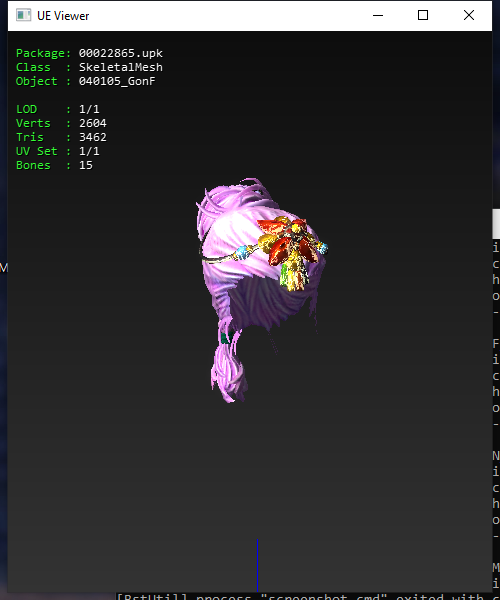 UE Viewer
Package: 00022865.upk
Class : SkeletalMesh
Object : 040105_GonF
LOD : 1/1
Verts : 2604
Tris : 3462
UV Set : 1/1
Bones : 15
M
i
c
h
o
-
F
i
c
h
o
-
N
i
c
h
o
-
M
i
[BstUtil] process "screenshot.cmd" exited with c